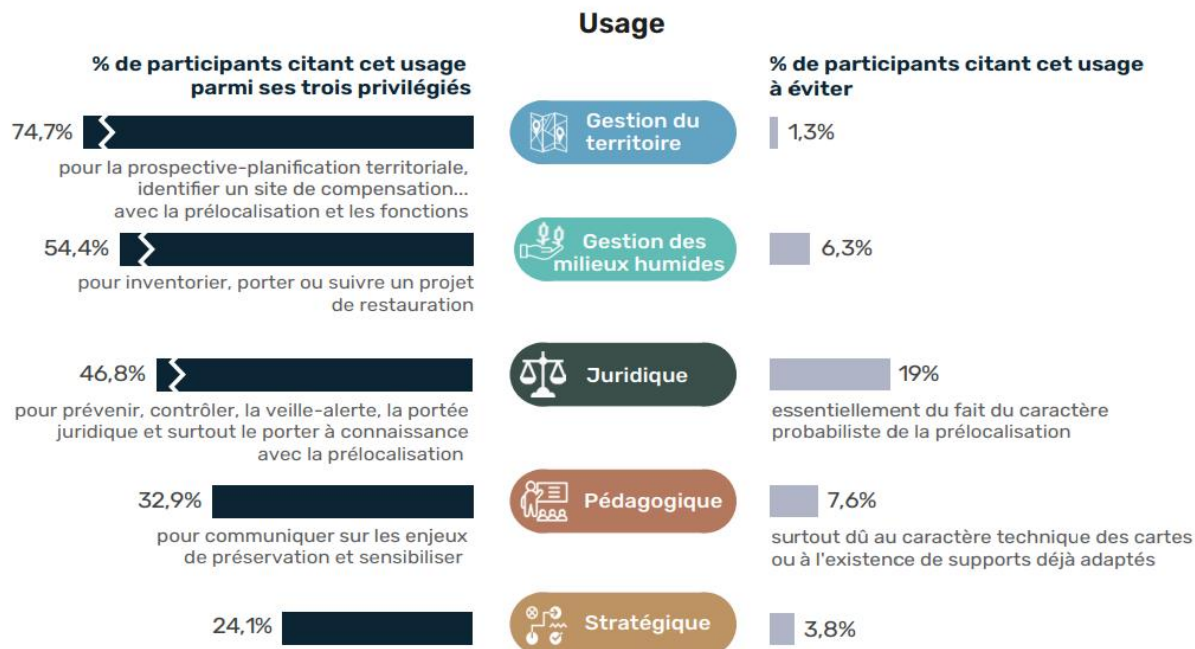 Usage
% de participants citant cet usage
parmi ses trois privilégiés
% de participants citant cet usage
à éviter
74,7%
Gestion du
territoire
1,3%
pour la prospective-planification territoriale,
identifier un site de compensation...
avec la prélocalisation et les fonctions
54,4%
Gestion des
milieux humides
6,3%
pour inventorier, porter ou suivre un projet
de restauration
46,8%
Juridique
19%
pour prévenir, contrôler, la veille-alerte, la portée
juridique et surtout le porter à connaissance
avec la prélocalisation
essentiellement du fait du caractère
probabiliste de la prélocalisation
32,9%
Pédagogique
7,6%
pour communiquer sur les enjeux
de préservation et sensibiliser
surtout dû au caractère technique des cartes
ou à l'existence de supports déjà adaptés
24,1%
Stratégique
3,8%